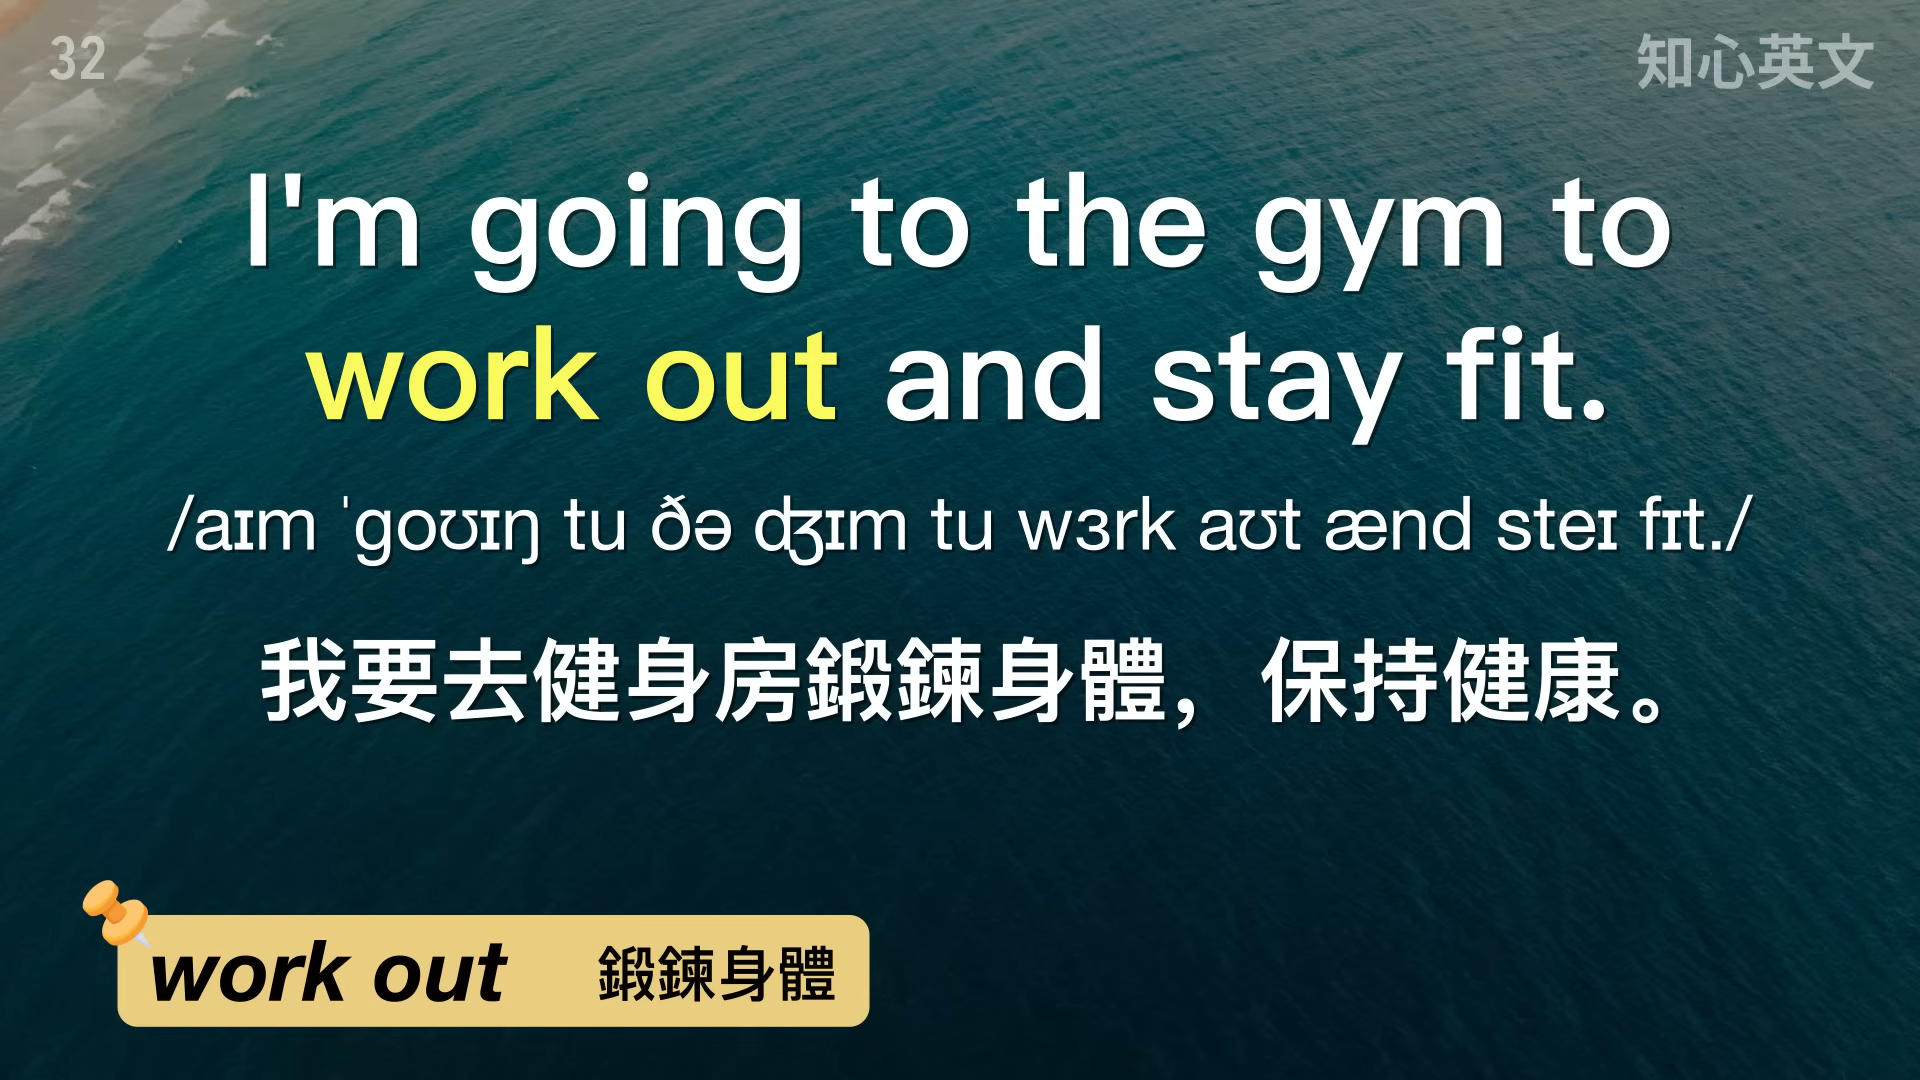 32
知心英文
I'm going to the gym to
work out and stay fit.
/aɪm ˈgoʊɪŋ tu ðə ʤɪm tu wɜrk aʊt ænd steɪ fɪt./
我要去健身房鍛鍊身體，保持健康。
work out 鍛鍊身體